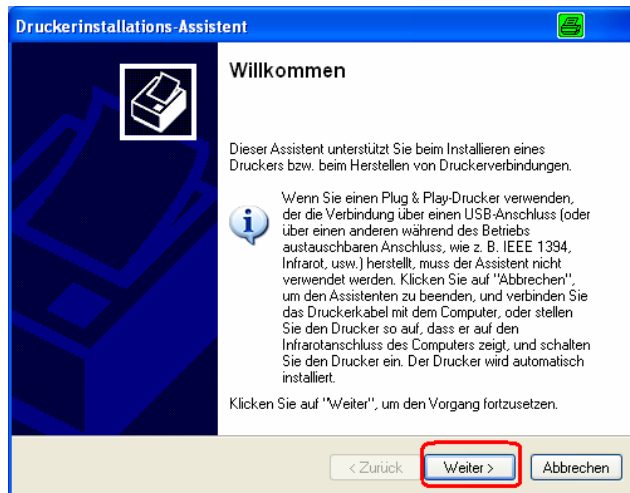 Druckerinstallations-Assistent
Willkommen
Dieser Assistent unterstützt Sie beim Installieren eines
Druckers bzw. beim Herstellen von Druckerverbindungen.
Wenn Sie einen Plug & Play-Drucker verwenden,
der die Verbindung über einen USB-Anschluss (oder
über einen anderen während des Betriebs
austauschbaren Anschluss, wie z. B. IEEE 1394,
Infrarot, usw.) herstellt, muss der Assistent nicht
verwendet werden. Klicken Sie auf "Abbrechen",
um den Assistenten zu beenden, und verbinden Sie
das Druckerkabel mit dem Computer, oder stellen
Sie den Drucker so auf, dass er auf den
Infrarotanschluss des Computers zeigt, und schalten
Sie den Drucker ein. Der Drucker wird automatisch
installiert.
Klicken Sie auf "Weiter", um den Vorgang fortzusetzen.
< Zurück Weiter > Abbrechen